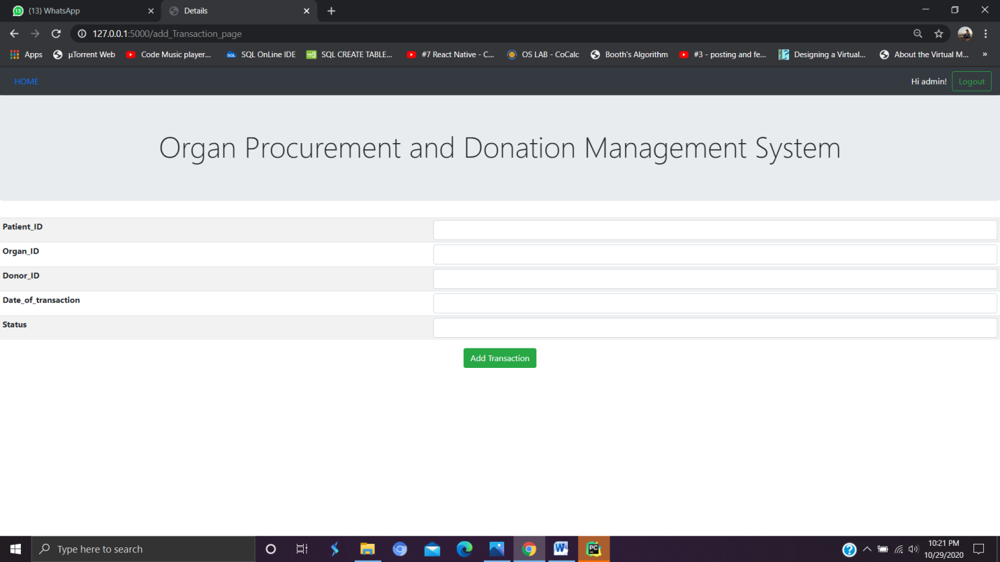 13 (13) WhatsApp
Details
127.0.0.1:5000/add_Transaction_page
Apps µTorrent Web Code Music player... SQL SQL OnLine IDE SQL CREATE TABLE... #7 React Native - C... OS LAB - CoCalc Booth's Algorithm #3 - posting and fe... Designing a Virtual... About the Virtual M... »
HOME Hi admin! Logout
Organ Procurement and Donation Management System
Patient_ID
Organ_ID
Donor_ID
Date_of_transaction
Status
Add Transaction
Type here to search
PC
10:21 PM
10/29/2020